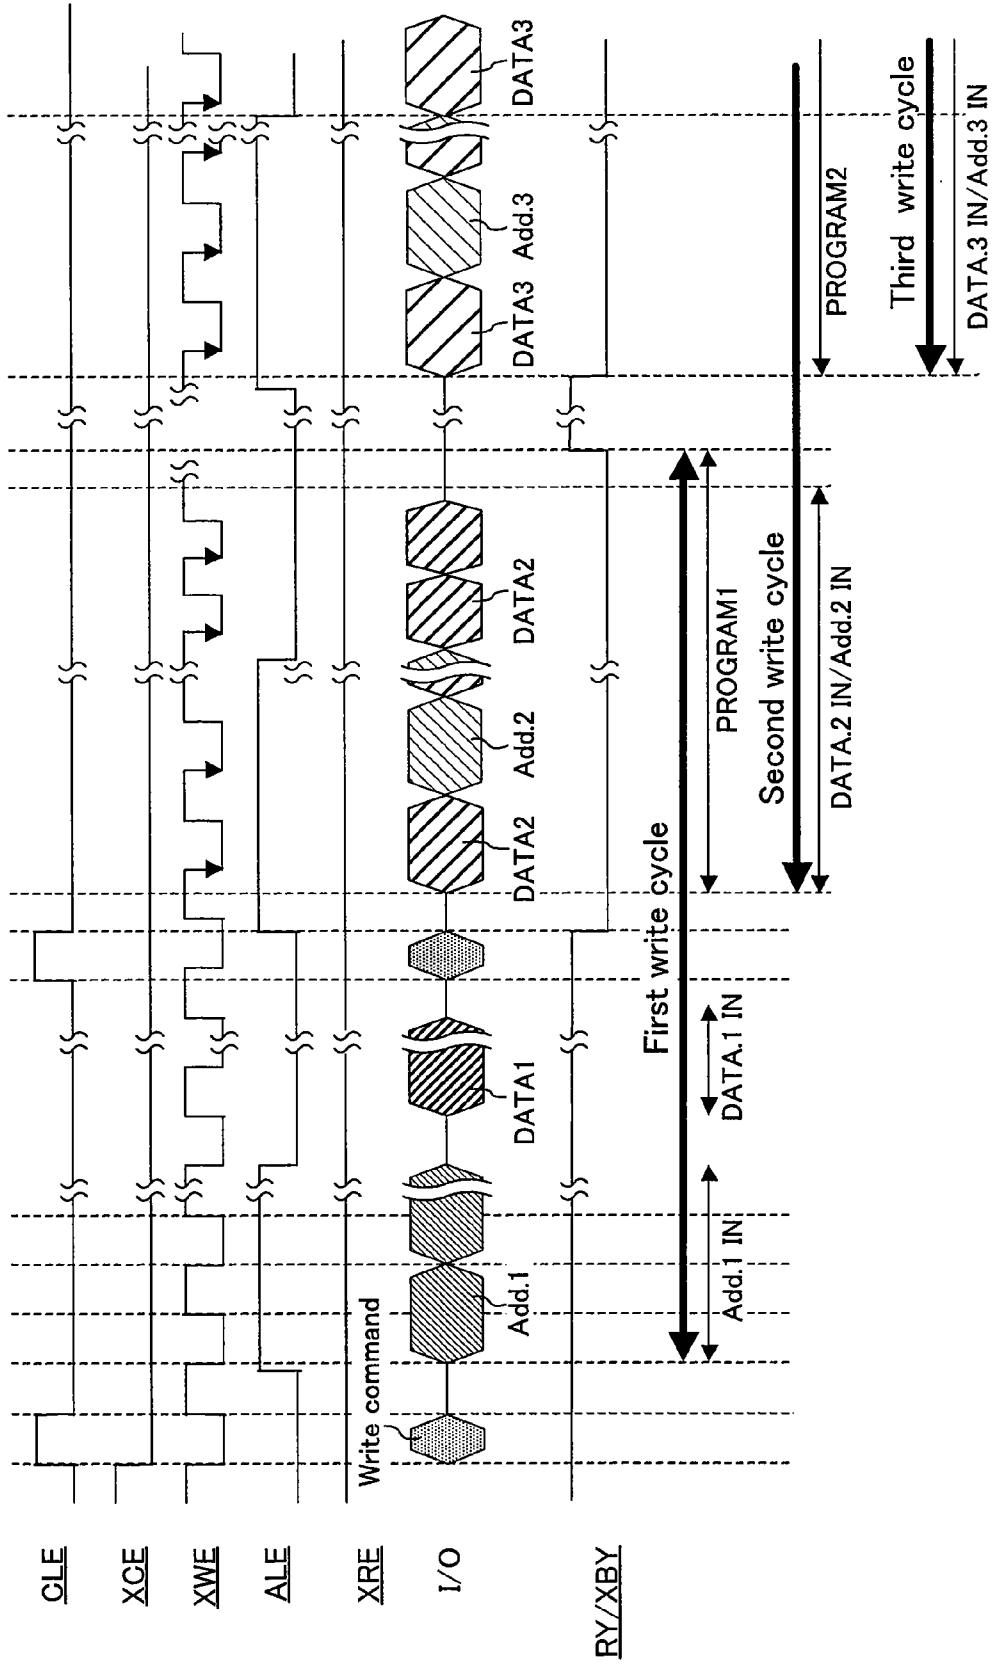 CLE
XCE
XWE
ALE
XRE
I/O
RY/XBY
Write command
Add.1
DATA1
DATA2
Add.2
DATA2
DATA3
Add.3
DATA3
First write cycle
Add.1 IN
DATA.1 IN
PROGRAM1
Second write cycle
DATA.2 IN/Add.2 IN
PROGRAM2
Third write cycle
DATA.3 IN/Add.3 IN